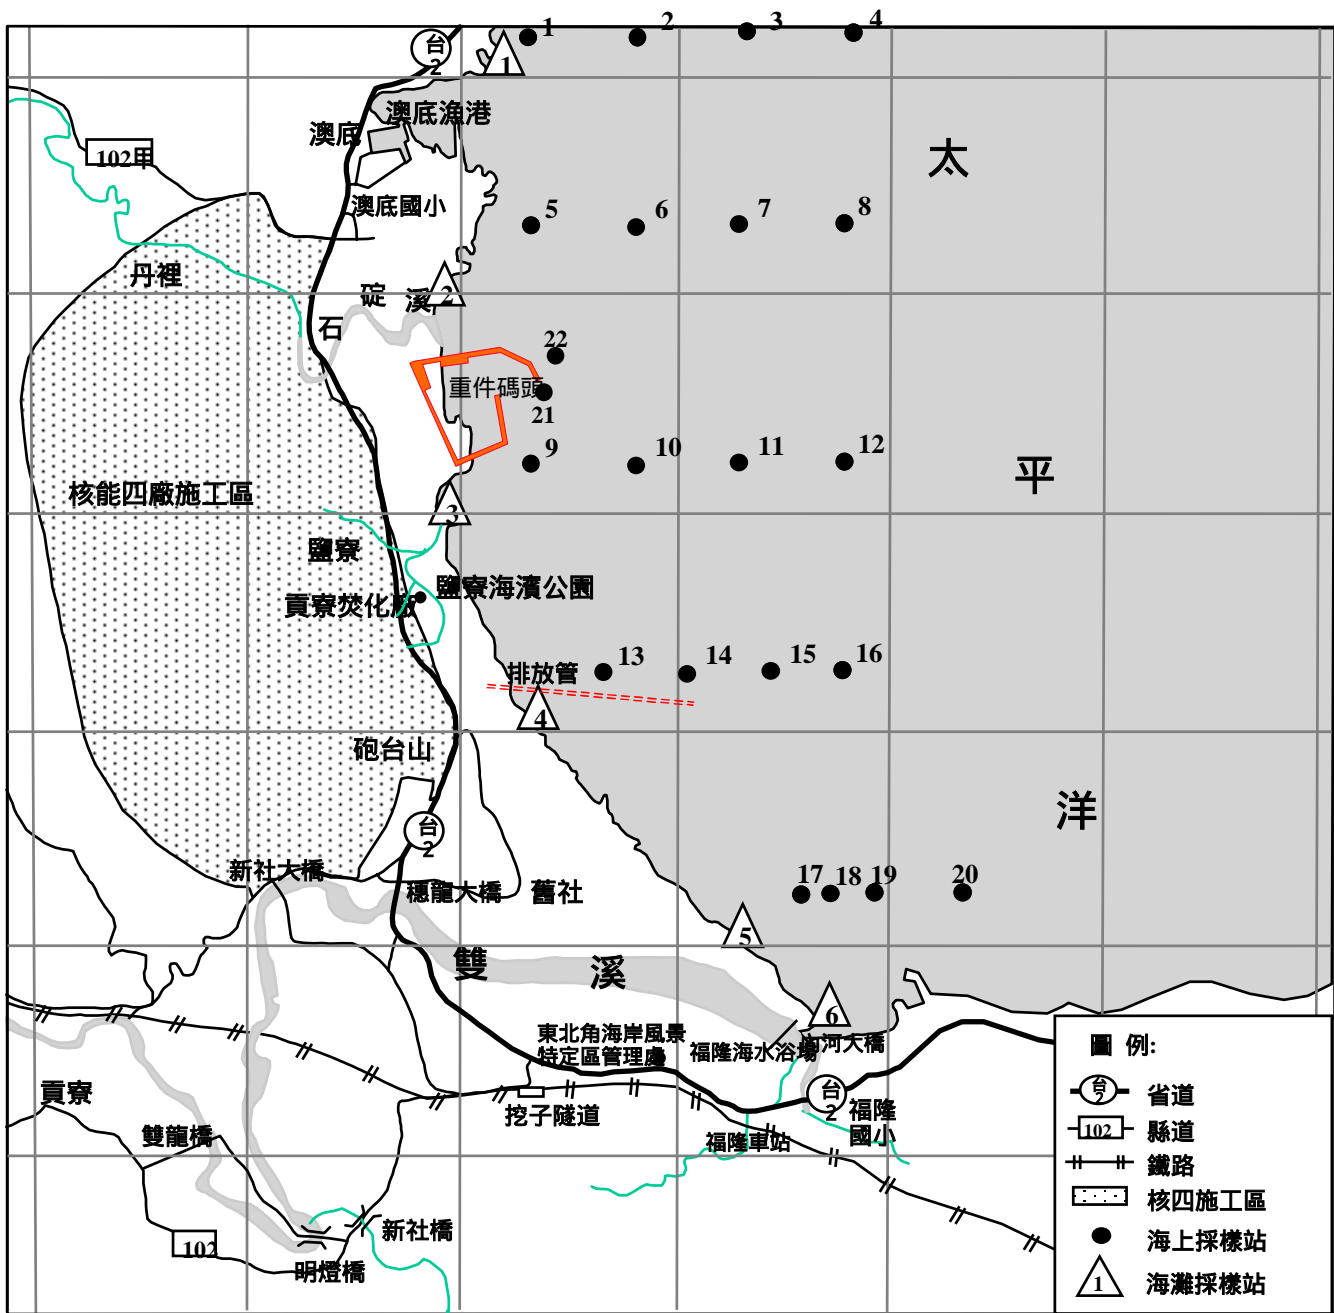 1
2
3
4
台
2
1
澳底漁港
澳底
102甲
太
澳底國小
5
6
7
8
丹裡
2
碇 溪
石
22
重件碼頭
21
9
10
11
12
平
核能四廠施工區
3
鹽寮
鹽寮海濱公園
貢寮焚化廠
排放管
13
14
15
16
4
砲台山
洋
台
2
新社大橋
穗龍大橋
舊社
17
18
19
20
5
雙 溪
6
東北角海岸風景
特定區管理處
福隆海水浴場
內河大橋
貢寮
挖子隧道
台
2
福隆
國小
雙龍橋
福隆車站
新社橋
102
明燈橋
圖 例:
台
2
省道
102
縣道
鐵路
核四施工區
海上採樣站
1
海灘採樣站